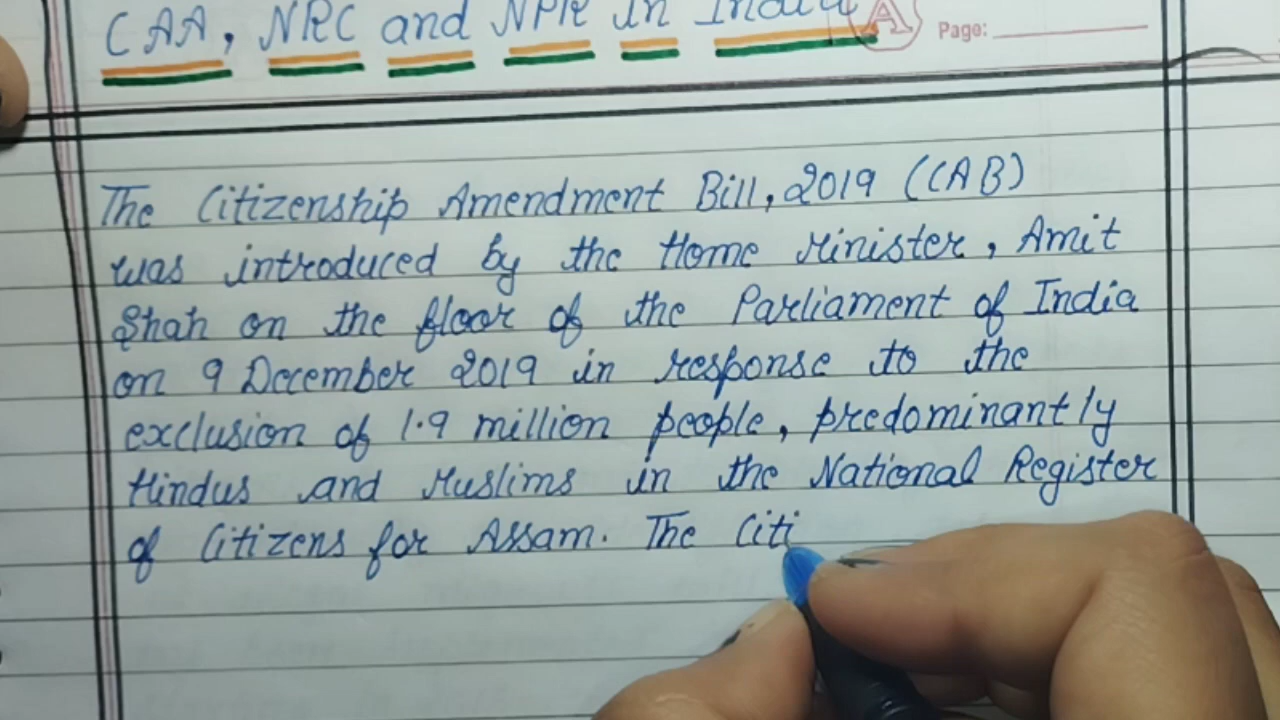 CAA, NRC and NPR in India
A
Page:
The Citizenship Amendment Bill, 2019 (CAB)
was introduced by the Home Minister, Amit
Shah on the floor of the Parliament of India
on 9 December 2019 in response to the
exclusion of 1.9 million people, predominantly
Hindus and Muslims in the National Register
of Citizens for Assam. The Citi